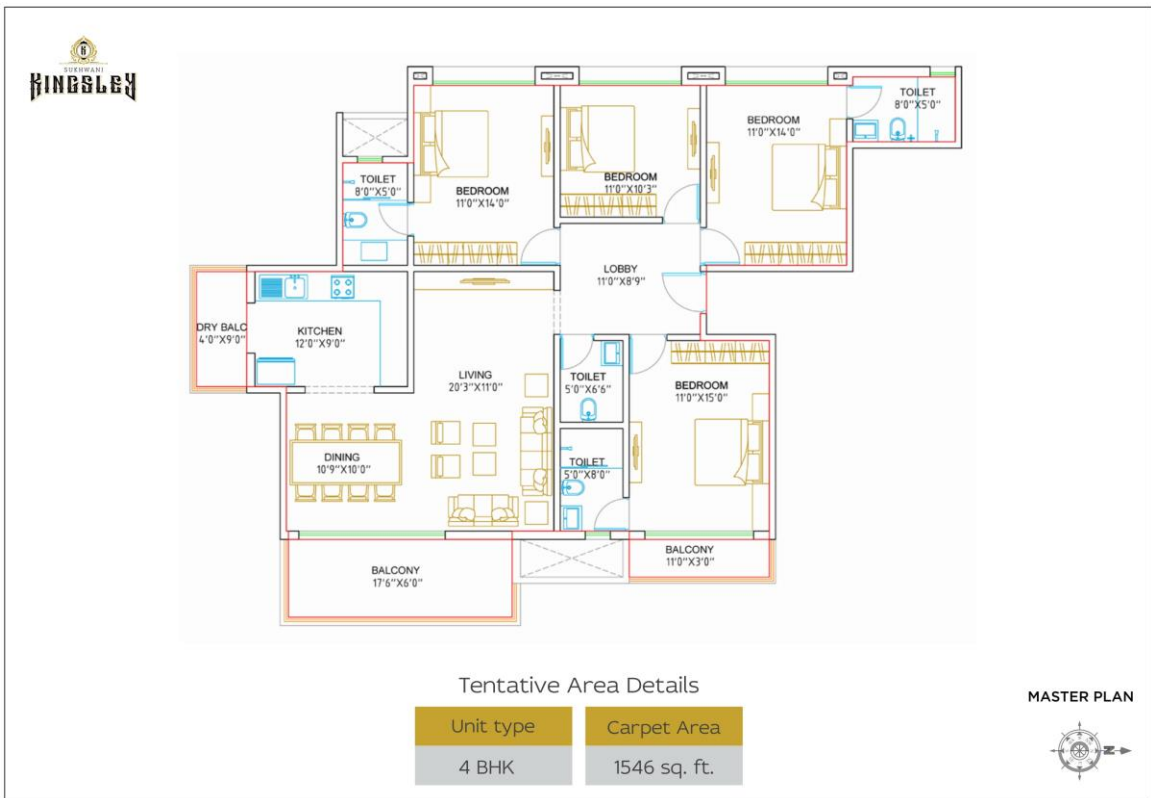 SUKHWANI
KINGSLEY
TOILET
8'0"X5'0"
BEDROOM
11'0"X14'0"
BEDROOM
11'0"X10'3"
TOILET
8'0"X5'0"
BEDROOM
11'0"X14'0"
LOBBY
11'0"X8'9"
DRY BALC
4'0"X9'0"
KITCHEN
12'0"X9'0"
LIVING
20'3"X11'0"
TOILET
5'0"X6'6"
BEDROOM
11'0"X15'0"
DINING
10'9"X10'0"
TOILET
5'0"X8'0"
BALCONY
11'0"X3'0"
BALCONY
17'6"X6'0"
Tentative Area Details
Unit type
Carpet Area
4 BHK
1546 sq. ft.
MASTER PLAN
N